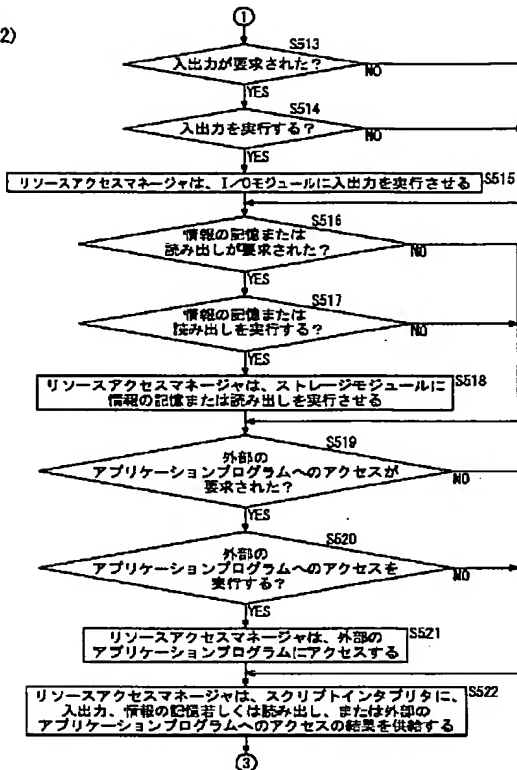 2)
1
S513
入出力が要求された？
NO
YES
S514
入出力を実行する？
NO
YES
リソースアクセスマネージャは、I/Oモジュールに入出力を実行させる
S515
S516
情報の記憶または
読み出しが要求された？
NO
YES
S517
情報の記憶または
読み出しを実行する？
NO
YES
リソースアクセスマネージャは、ストレージモジュールに
情報の記憶または読み出しを実行させる
S518
S519
外部の
アプリケーションプログラムへのアクセスが
要求された？
NO
YES
S520
外部の
アプリケーションプログラムへのアクセスを
実行する？
NO
YES
リソースアクセスマネージャは、外部の
アプリケーションプログラムにアクセスする
S521
リソースアクセスマネージャは、スクリプトインタプリタに、
入出力、情報の記憶若しくは読み出し、または外部の
アプリケーションプログラムへのアクセスの結果を供給する
S522
3